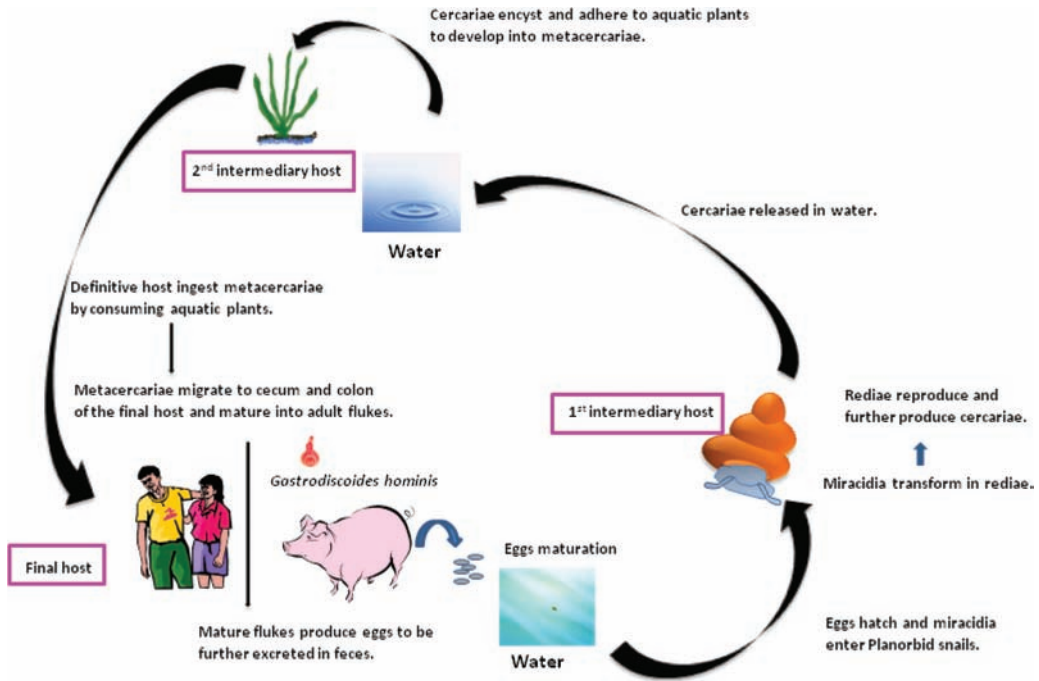 Cercariae encyst and adhere to aquatic plants
to develop into metacercariae.
2nd intermediary host
Water
Cercariae released in water.
Definitive host ingest metacercariae
by consuming aquatic plants.
Metacercariae migrate to cecum and colon
of the final host and mature into adult flukes.
1st intermediary host
Rediae reproduce and
further produce cercariae.
Miracidia transform in rediae.
Gastrodiscoides hominis
Final host
Eggs maturation
Mature flukes produce eggs to be
further excreted in feces.
Water
Eggs hatch and miracidia
enter Planorbid snails.